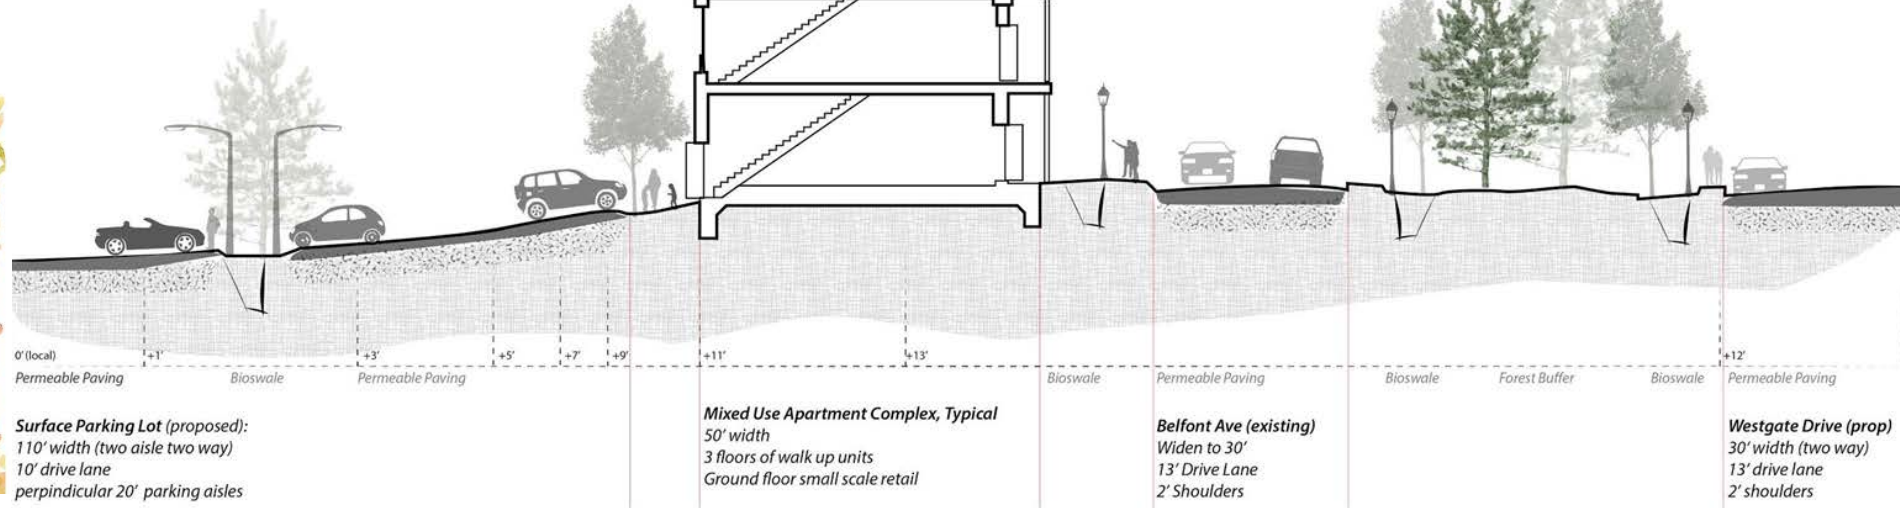 0' (local)
+1'
+3'
+5'
+7'
+9'
+11'
+13'
+12'
Permeable Paving
Bioswale
Permeable Paving
Bioswale
Permeable Paving
Bioswale
Forest Buffer
Bioswale
Permeable Paving
Surface Parking Lot (proposed):
110' width (two aisle two way)
10' drive lane
perpindicular 20' parking aisles
Mixed Use Apartment Complex, Typical
50' width
3 floors of walk up units
Ground floor small scale retail
Belfont Ave (existing)
Widen to 30'
13' Drive Lane
2' Shoulders
Westgate Drive (prop)
30' width (two way)
13' drive lane
2' shoulders